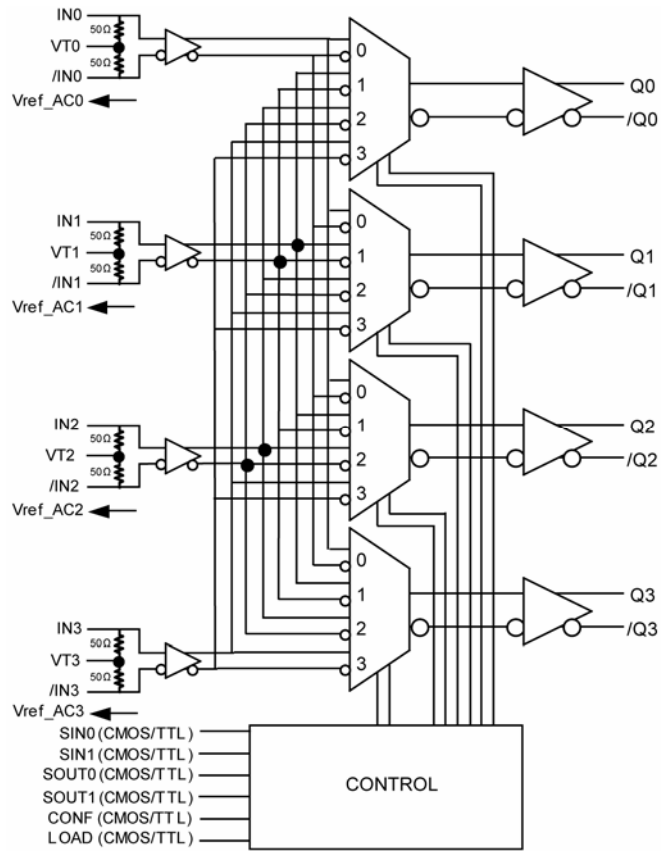 IN0
50Ω
VT0
50Ω
/IN0
Vref_AC0
0
1
2
3
Q0
/Q0
IN1
50Ω
VT1
50Ω
/IN1
Vref_AC1
0
1
2
3
Q1
/Q1
IN2
50Ω
VT2
50Ω
/IN2
Vref_AC2
0
1
2
3
Q2
/Q2
IN3
50Ω
VT3
50Ω
/IN3
Vref_AC3
0
1
2
3
Q3
/Q3
SIN0 (CMOS/TTL)
SIN1 (CMOS/TTL)
SOUT0 (CMOS/TTL)
SOUT1 (CMOS/TTL)
CONF (CMOS/TTL)
LOAD (CMOS/TTL)
CONTROL